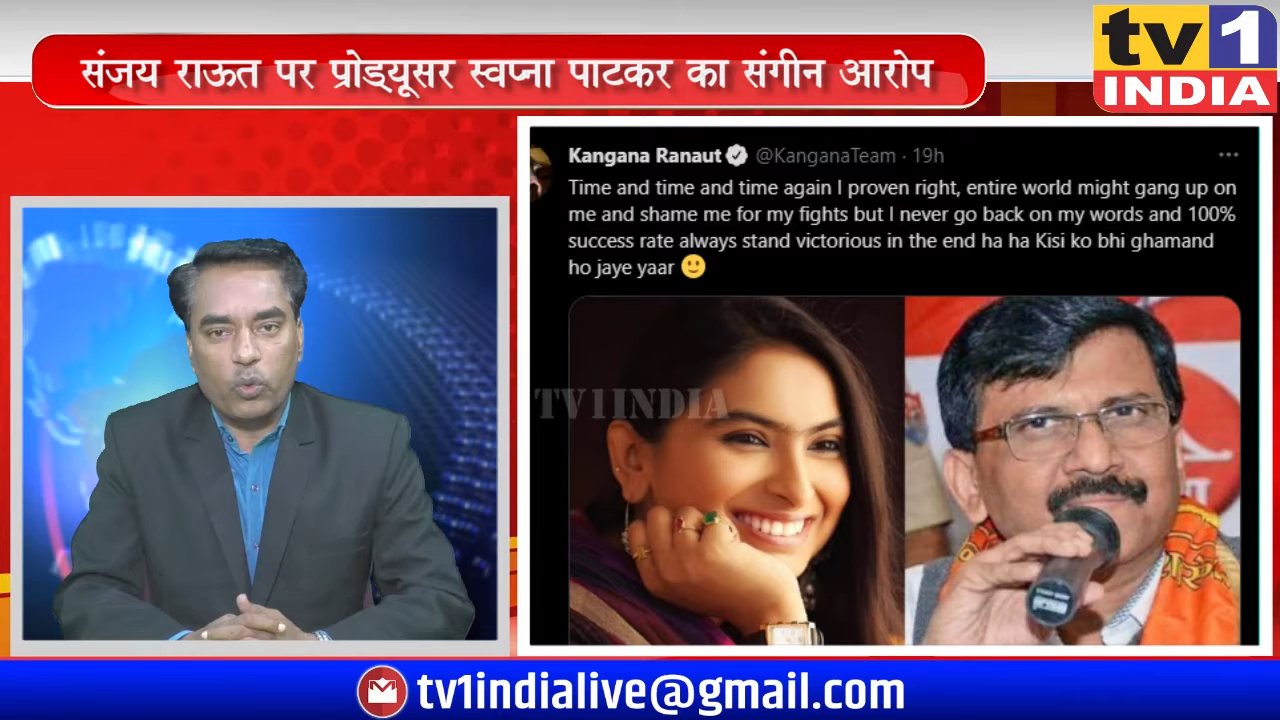 संजय राऊत पर प्रोड्यूसर स्वप्ना पाटकर का संगीन आरोप
tv1
INDIA
Kangana Ranaut @KanganaTeam · 19h
Time and time and time again I proven right, entire world might gang up on
me and shame me for my fights but I never go back on my words and 100%
success rate always stand victorious in the end ha ha Kisi ko bhi ghamand
ho jaye yaar 🙂
TV1INDIA
tv1indialive@gmail.com